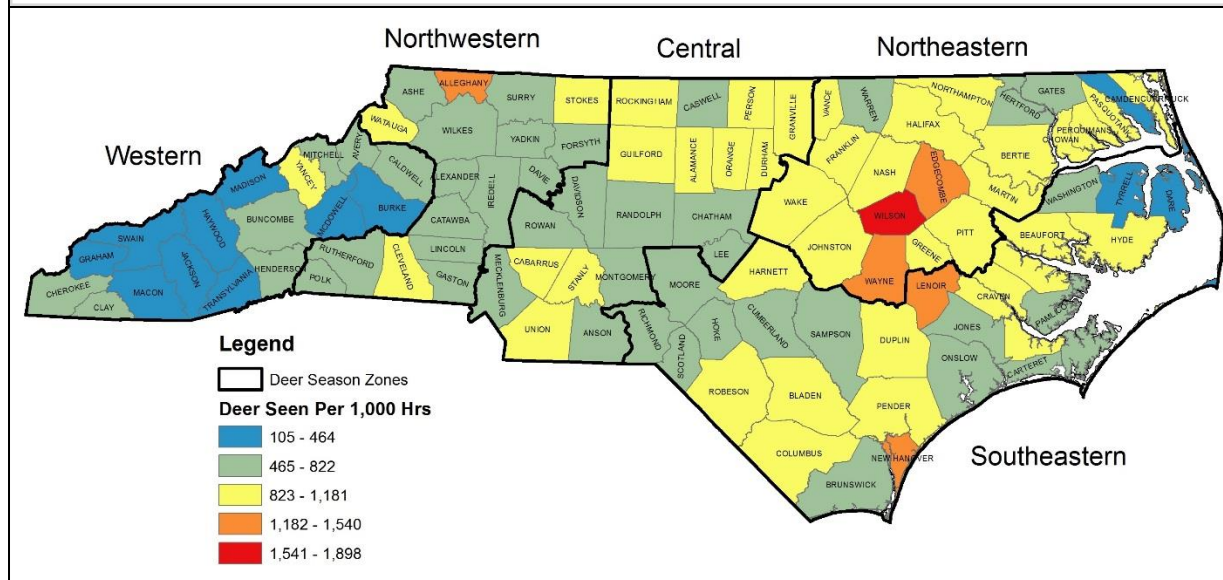 Northwestern
Central
Northeastern
Western
Southeastern
ASHE
ALLEGHANY
SURRY
STOKES
ROCKINGHAM
CASWELL
PERSON
GRANVILLE
VANCE
WARREN
NORTHAMPTON
HERTFORD
GATES
CAMDEN
CURRITUCK
PASQUOTANK
PERQUIMANS
CHOWAN
WATAUGA
WILKES
YADKIN
FORSYTH
GUILFORD
ALAMANCE
ORANGE
DURHAM
FRANKLIN
HALIFAX
BERTIE
MITCHELL
AVERY
CALDWELL
ALEXANDER
IREDELL
DAVIE
DAVIDSON
NASH
EDGECOMBE
MARTIN
MADISON
YANCEY
MCDOWELL
BURKE
WAKE
WILSON
WASHINGTON
TYRRELL
DARE
HAYWOOD
BUNCOMBE
CATAWBA
ROWAN
RANDOLPH
CHATHAM
JOHNSTON
GREENE
PITT
BEAUFORT
HYDE
SWAIN
GRAHAM
JACKSON
HENDERSON
RUTHERFORD
CLEVELAND
LINCOLN
GASTON
MECKLENBURG
CABARRUS
STANLY
MONTGOMERY
MOORE
LEE
HARNETT
WAYNE
LENOIR
CRAVEN
PAMLICO
CHEROKEE
CLAY
MACON
TRANSYLVANIA
POLK
UNION
ANSON
RICHMOND
SCOTLAND
HOKE
CUMBERLAND
SAMPSON
DUPLIN
JONES
ONSLOW
CARTERET
ROBESON
BLADEN
PENDER
COLUMBUS
NEW HANOVER
BRUNSWICK
Legend
Deer Season Zones
Deer Seen Per 1,000 Hrs
105 - 464
465 - 822
823 - 1,181
1,182 - 1,540
1,541 - 1,898